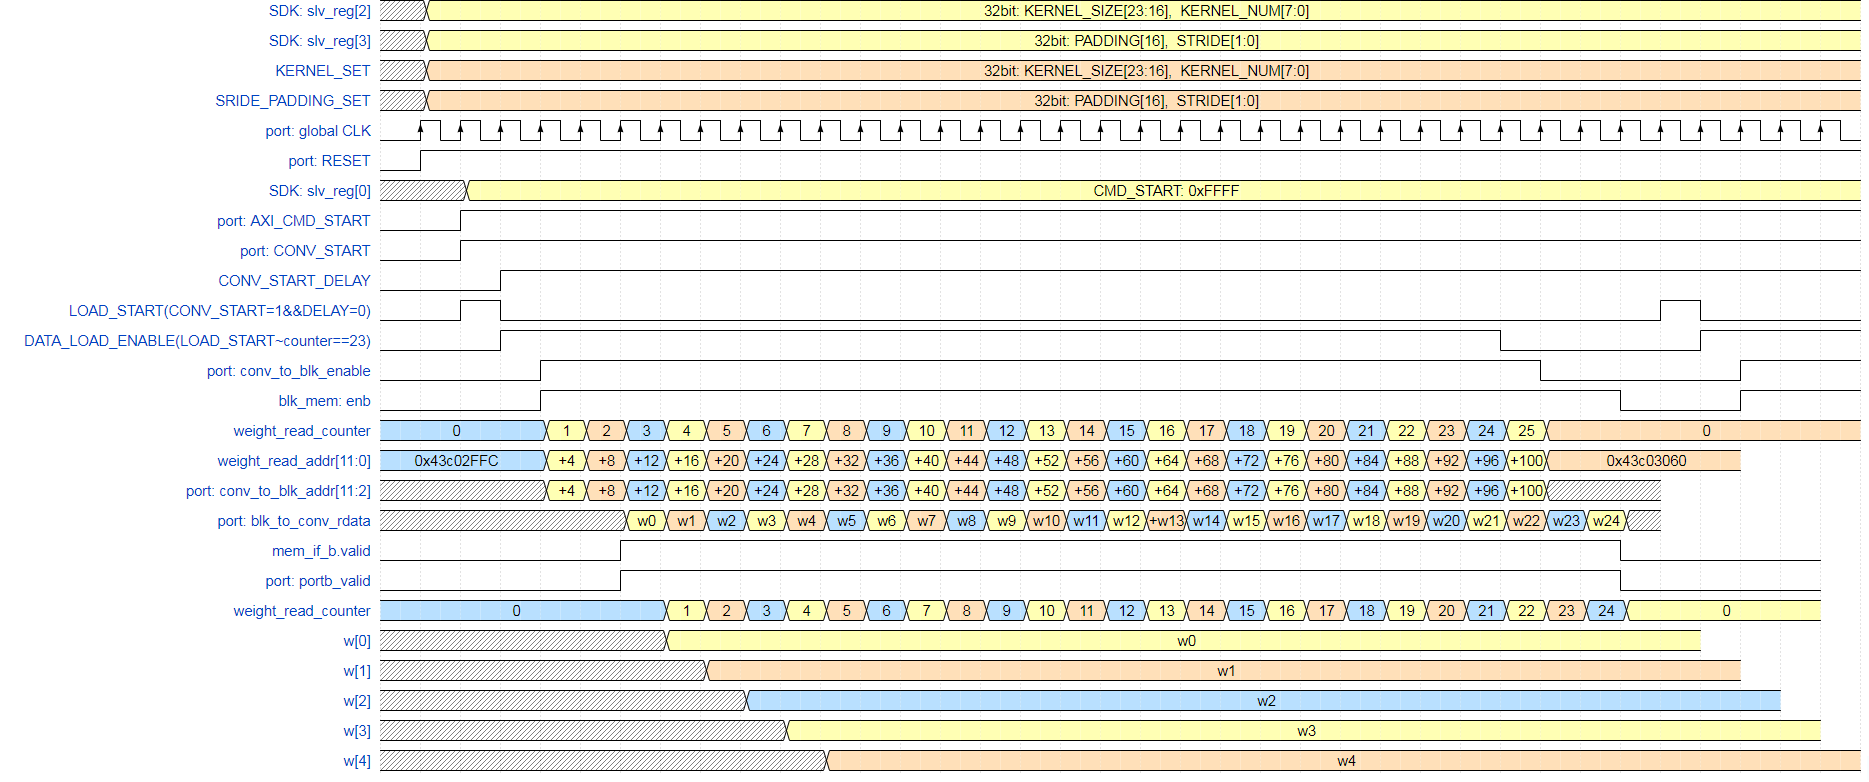 SDK: slv_reg[2] 32bit: KERNEL_SIZE[23:16], KERNEL_NUM[7:0]
SDK: slv_reg[3] 32bit: PADDING[16], STRIDE[1:0]
KERNEL_SET 32bit: KERNEL_SIZE[23:16], KERNEL_NUM[7:0]
SRIDE_PADDING_SET 32bit: PADDING[16], STRIDE[1:0]
port: global CLK
port: RESET
SDK: slv_reg[0] CMD_START: 0xFFFF
port: AXI_CMD_START
port: CONV_START
CONV_START_DELAY
LOAD_START(CONV_START=1&&DELAY=0)
DATA_LOAD_ENABLE(LOAD_START~counter==23)
port: conv_to_blk_enable
blk_mem: enb
weight_read_counter 0 1 2 3 4 5 6 7 8 9 10 11 12 13 14 15 16 17 18 19 20 21 22 23 24 25 0
weight_read_addr[11:0] 0x43c02FFC +4 +8 +12 +16 +20 +24 +28 +32 +36 +40 +44 +48 +52 +56 +60 +64 +68 +72 +76 +80 +84 +88 +92 +96 +100 0x43c03060
port: conv_to_blk_addr[11:2] +4 +8 +12 +16 +20 +24 +28 +32 +36 +40 +44 +48 +52 +56 +60 +64 +68 +72 +76 +80 +84 +88 +92 +96 +100
port: blk_to_conv_rdata w0 w1 w2 w3 w4 w5 w6 w7 w8 w9 w10 w11 w12 +w13 w14 w15 w16 w17 w18 w19 w20 w21 w22 w23 w24
mem_if_b.valid
port: portb_valid
weight_read_counter 0 1 2 3 4 5 6 7 8 9 10 11 12 13 14 15 16 17 18 19 20 21 22 23 24 0
w[0] w0
w[1] w1
w[2] w2
w[3] w3
w[4] w4